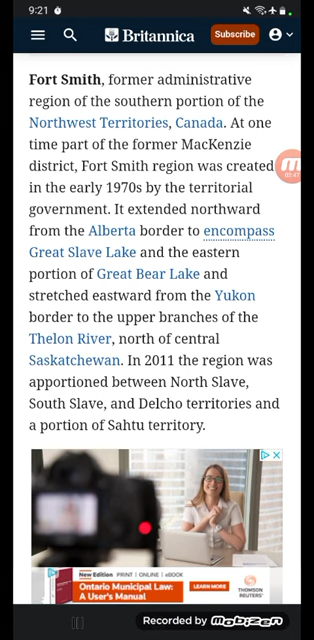 9:21
Britannica
Subscribe
Fort Smith, former administrative
region of the southern portion of the
Northwest Territories, Canada. At one
time part of the former MacKenzie
district, Fort Smith region was created
in the early 1970s by the territorial
government. It extended northward
from the Alberta border to encompass
Great Slave Lake and the eastern
portion of Great Bear Lake and
stretched eastward from the Yukon
border to the upper branches of the
Thelon River, north of central
Saskatchewan. In 2011 the region was
apportioned between North Slave,
South Slave, and Delcho territories and
a portion of Sahtu territory.
New Edition PRINT | ONLINE | eBOOK
Ontario Municipal Law:
A User's Manual
LEARN MORE
THOMSON
REUTERS
Recorded by mobizen